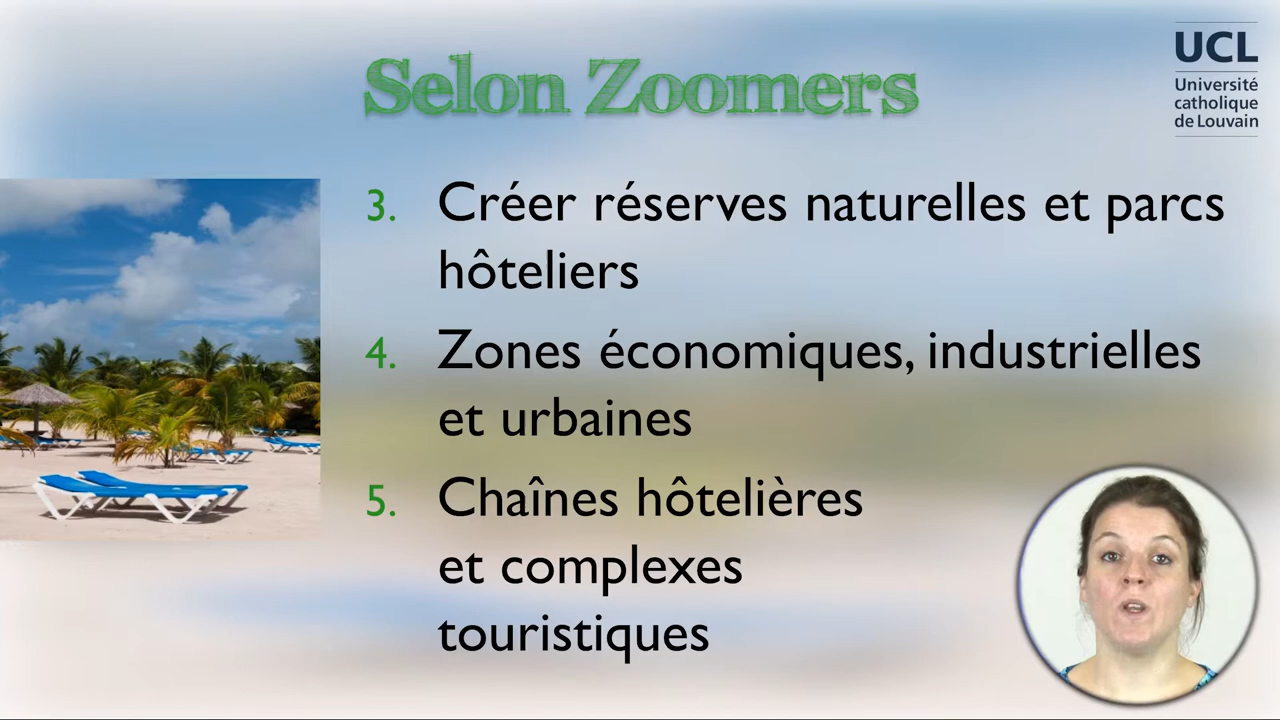 Selon Zoomers
UCL
Université
catholique
de Louvain
3. Créer réserves naturelles et parcs
hôteliers
4. Zones économiques, industrielles
et urbaines
5. Chaînes hôtelières
et complexes
touristiques